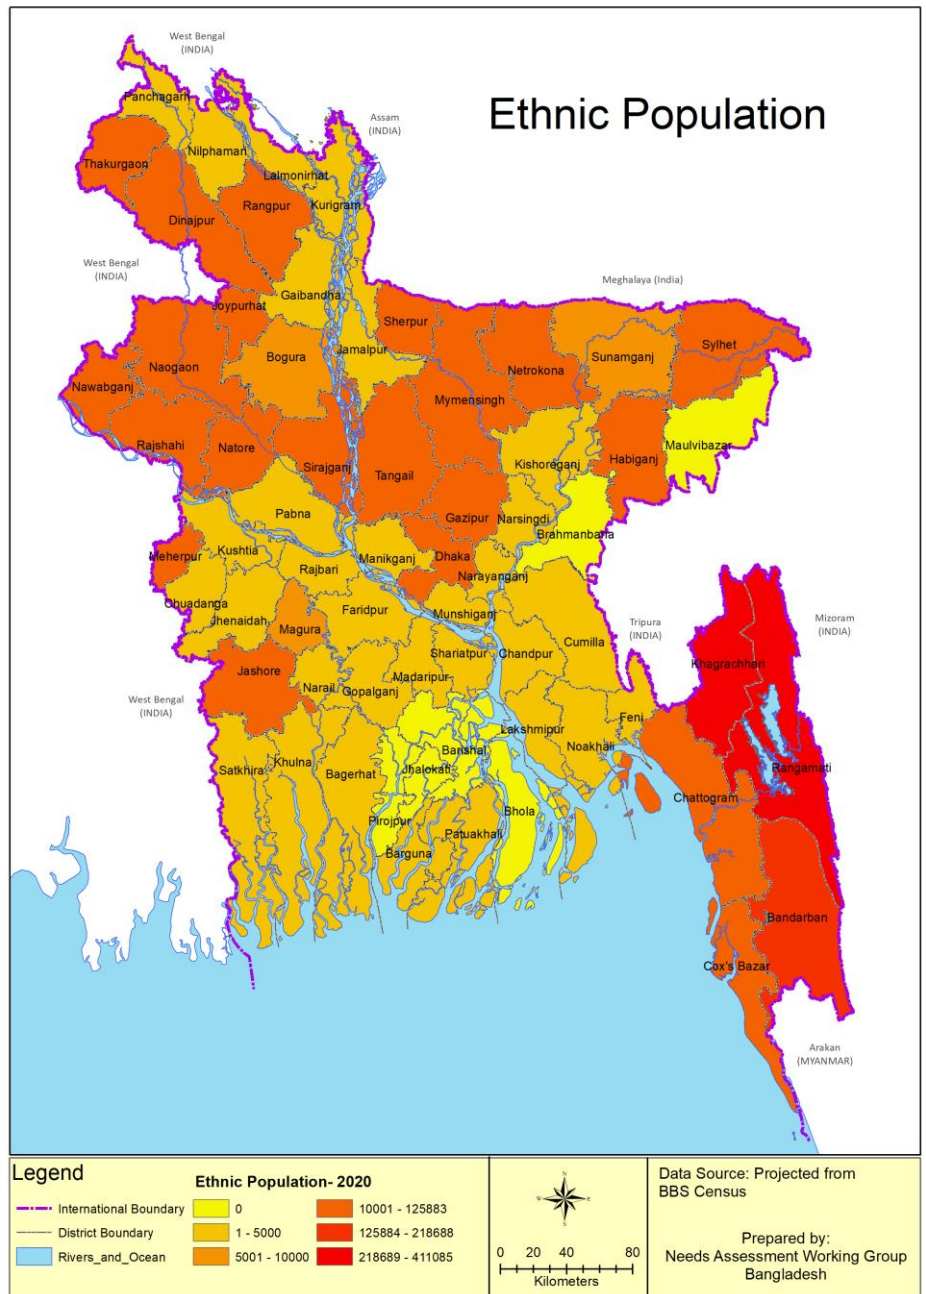 West Bengal
(INDIA)
Ethnic Population
Assam
(INDIA)
Panchagarh
Nilphamari
Thakurgaon
Lalmonirhat
Kurigram
Rangpur
Dinajpur
West Bengal
(INDIA)
Meghalaya (India)
Gaibandha
Joypurhat
Sherpur
Sylhet
Jamalpur
Bogura
Sunamganj
Naogaon
Netrokona
Nawabganj
Mymensingh
Maulvibazar
Rajshahi
Natore
Habiganj
Kishoreganj
Sirajganj
Tangail
Pabna
Gazipur
Narsingdi
Brahmanbaria
Kushtia
Meherpur
Manikganj
Dhaka
Rajbari
Narayanganj
Chuadanga
Faridpur
Munshiganj
Jhenaidah
Magura
Tripura
(INDIA)
Mizoram
(INDIA)
Cumilla
Shariatpur
Chandpur
Khagrachhari
Jashore
Madaripur
Narail
Gopalganj
West Bengal
(INDIA)
Feni
Lakshmipur
Noakhali
Barishal
Khulna
Satkhira
Bagerhat
Jhalokati
Rangamati
Chattogram
Bhola
Pirojpur
Patuakhali
Barguna
Bandarban
Cox's Bazar
Arakan
(MYANMAR)
Legend
International Boundary
District Boundary
Rivers_and_Ocean
Ethnic Population- 2020
0
1 - 5000
5001 - 10000
10001 - 125883
125884 - 218688
218689 - 411085
N
W
E
S
0 20 40 80
Kilometers
Data Source: Projected from
BBS Census
Prepared by:
Needs Assessment Working Group
Bangladesh